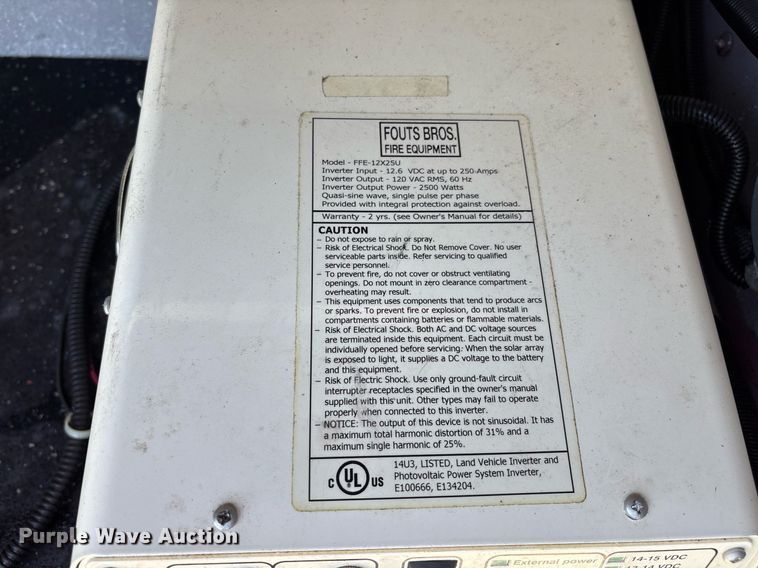 FOUTS BROS.
FIRE EQUIPMENT
Model - FFE-12X25U
Inverter Input - 12.6 VDC at up to 250 Amps
Inverter Output - 120 VAC RMS, 60 Hz
Inverter Output Power - 2500 Watts
Quasi-sine wave, single pulse per phase
Provided with integral protection against overload.
Warranty - 2 yrs. (see Owner's Manual for details)
CAUTION
- Do not expose to rain or spray.
- Risk of Electrical Shock. Do Not Remove Cover. No user
serviceable parts inside. Refer servicing to qualified
service personnel.
- To prevent fire, do not cover or obstruct ventilating
openings. Do not mount in zero clearance compartment -
overheating may result.
- This equipment uses components that tend to produce arcs
or sparks. To prevent fire or explosion, do not install in
compartments containing batteries or flammable materials.
- Risk of Electrical Shock. Both AC and DC voltage sources
are terminated inside this equipment. Each circuit must be
individually opened before servicing. When the solar array
is exposed to light, it supplies a DC voltage to the battery
and this equipment.
- Risk of Electric Shock. Use only ground-fault circuit
interrupter receptacles specified in the owner's manual
supplied with this unit. Other types may fail to operate
properly when connected to this inverter.
- NOTICE: The output of this device is not sinusoidal. It has
a maximum total harmonic distortion of 31% and a
maximum single harmonic of 25%.
C UL US
14U3, LISTED, Land Vehicle Inverter and
Photovoltaic Power System Inverter,
E100666, E134204.
Purple Wave Auction
External power
14-15 VDC
13-14 VDC